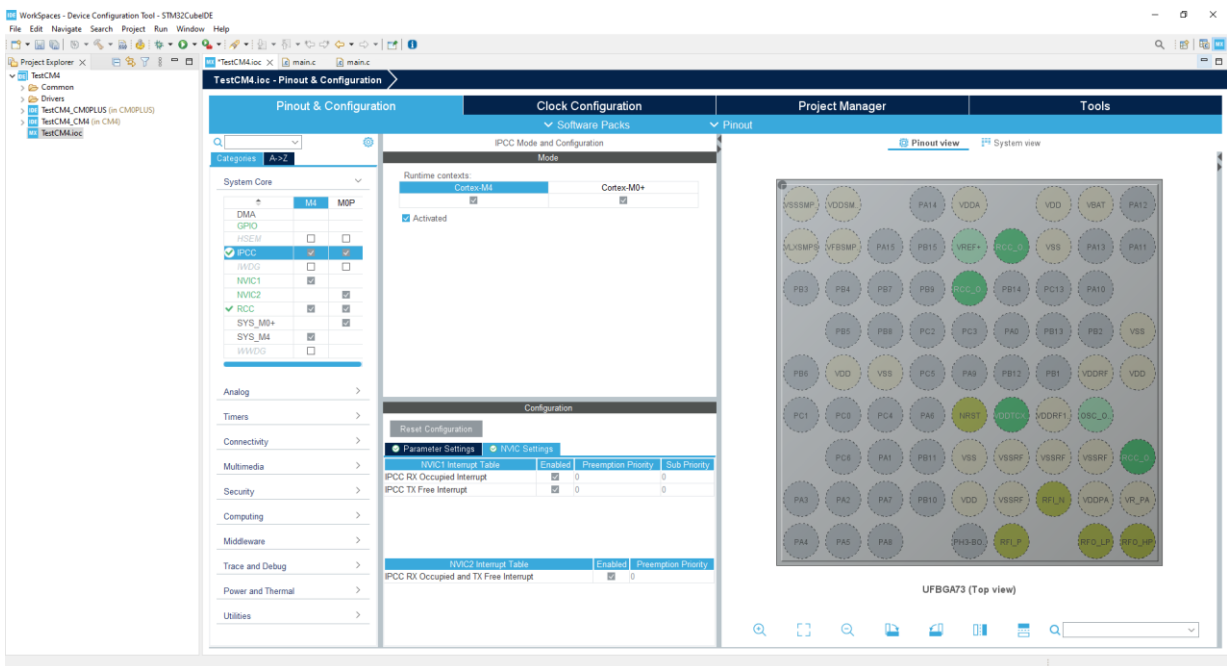 WorkSpaces - Device Configuration Tool - STM32CubeIDE
File Edit Navigate Search Project Run Window Help
Project Explorer
*TestCM4.ioc
main.c
main.c
TestCM4
Common
Drivers
TestCM4_CM0PLUS (in CM0PLUS)
TestCM4_CM4 (in CM4)
TestCM4.ioc
TestCM4.ioc - Pinout & Configuration
Pinout & Configuration
Clock Configuration
Project Manager
Tools
Software Packs
Pinout
Categories A->Z
System Core
M4 M0P
DMA
GPIO
HSEM
IPCC
IWDG
NVIC1
NVIC2
RCC
SYS_M0+
SYS_M4
WWDG
Analog
Timers
Connectivity
Multimedia
Security
Computing
Middleware
Trace and Debug
Power and Thermal
Utilities
IPCC Mode and Configuration
Mode
Runtime contexts:
Cortex-M4 Cortex-M0+
Activated
Configuration
Reset Configuration
Parameter Settings NVIC Settings
NVIC1 Interrupt Table Enabled Preemption Priority Sub Priority
IPCC RX Occupied Interrupt 0 0
IPCC TX Free Interrupt 0 0
NVIC2 Interrupt Table Enabled Preemption Priority
IPCC RX Occupied and TX Free Interrupt 0
Pinout view System view
VSSSMP VDDSM. PA14 VDDA VDD VBAT PA12
VLXSMPS VFBSMP. PA15 PB15 VREF+ RCC_O. VSS PA13 PA11
PB3 PB4 PB7 PB9 RCC_O. PB14 PC13 PA10
PB5 PB8 PC2 PC3 PA0 PB13 PB2 VSS
PB6 VDD VSS PC5 PA9 PB12 PB1 VDDRF VDD
PC1 PC0 PC4 PA8 NRST VDDTCX. VDDRF1. OSC_O.
PC6 PA1 PB11 VSS VSSRF VSSRF VSSRF RCC_O.
PA3 PA2 PA7 PB10 VDD VSSRF RFI_N VDDPA VR_PA
PA4 PA5 PA6 PH3-BO. RFI_P RFO_LP RFO_HP
UFBGA73 (Top view)